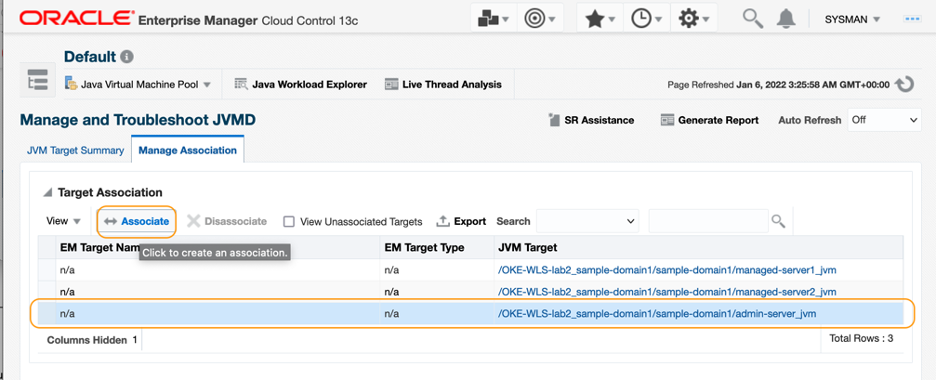 ORACLE Enterprise Manager Cloud Control 13c SYSMAN
Default
Java Virtual Machine Pool Java Workload Explorer Live Thread Analysis Page Refreshed Jan 6, 2022 3:25:58 AM GMT+00:00
Manage and Troubleshoot JVMD SR Assistance Generate Report Auto Refresh Off
JVM Target Summary Manage Association
Target Association
View Associate Disassociate View Unassociated Targets Export Search
EM Target Nam EM Target Type JVM Target
Click to create an association.
n/a n/a /OKE-WLS-lab2_sample-domain1/sample-domain1/managed-server1_jvm
n/a n/a /OKE-WLS-lab2_sample-domain1/sample-domain1/managed-server2_jvm
n/a n/a /OKE-WLS-lab2_sample-domain1/sample-domain1/admin-server_jvm
Columns Hidden 1 Total Rows : 3